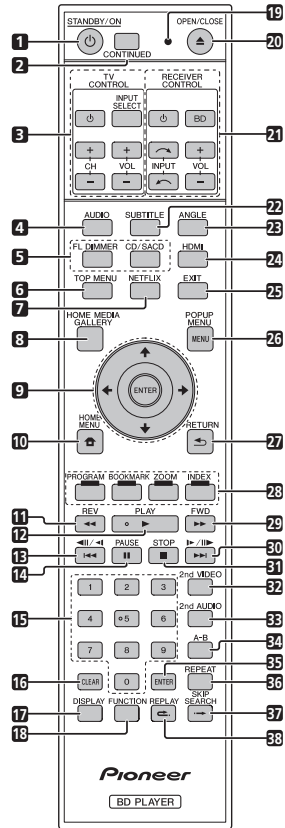 STANDBY/ON
19
OPEN/CLOSE
1
20
2
CONTINUED
TV CONTROL
RECEIVER CONTROL
INPUT SELECT
BD
3
21
+ + +
CH VOL INPUT VOL
– – –
22
AUDIO SUBTITLE ANGLE
4
23
FL DIMMER CD/SACD HDMI
5
24
TOP MENU NETFLIX EXIT
6
7
25
HOME MEDIA GALLERY
POPUP MENU
8
MENU
26
9
ENTER
HOME MENU
RETURN
10
27
PROGRAM BOOKMARK ZOOM INDEX
28
11
REV PLAY FWD
29
12
13
PAUSE STOP
30
14
31
1 2 3
2nd VIDEO
32
15
4 5 6
2nd AUDIO
33
7 8 9
A-B
34
35
16
CLEAR 0 ENTER
REPEAT
36
17
DISPLAY FUNCTION REPLAY
SKIP SEARCH
37
18
38
Pioneer
BD PLAYER